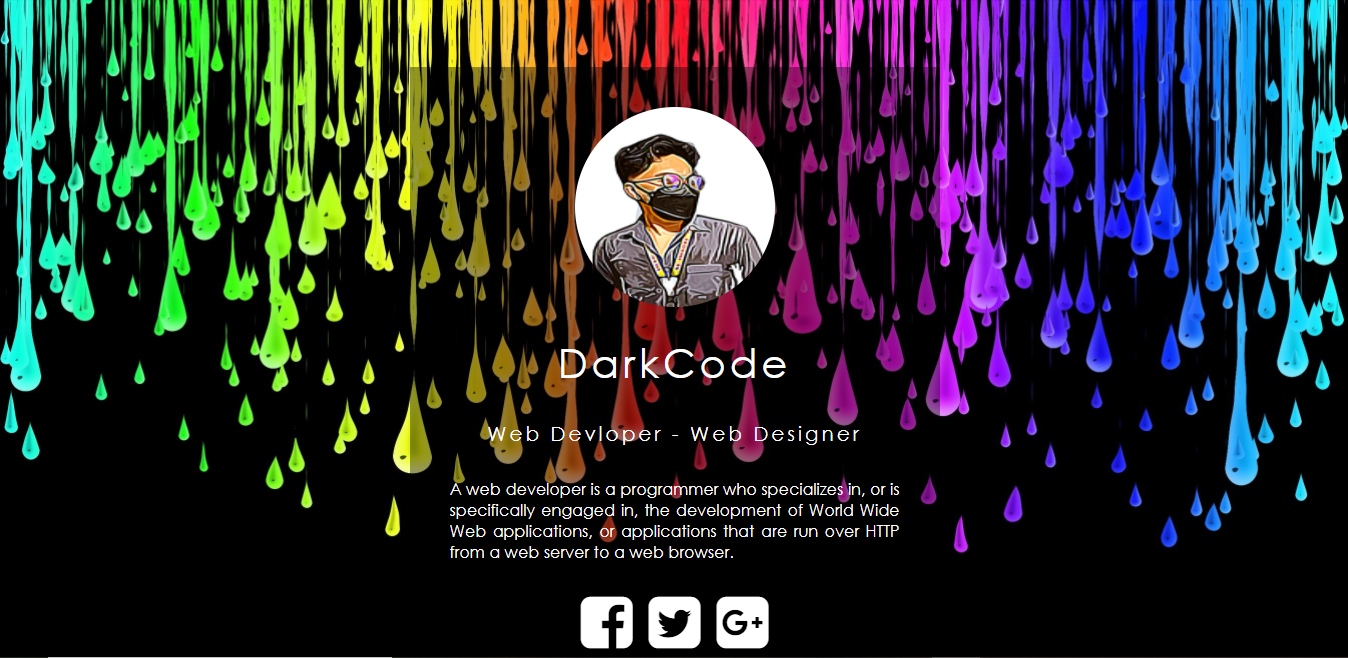 DarkCode
Web Devloper - Web Designer
A web developer is a programmer who specializes in, or is
specifically engaged in, the development of World Wide
Web applications, or applications that are run over HTTP
from a web server to a web browser.
G+